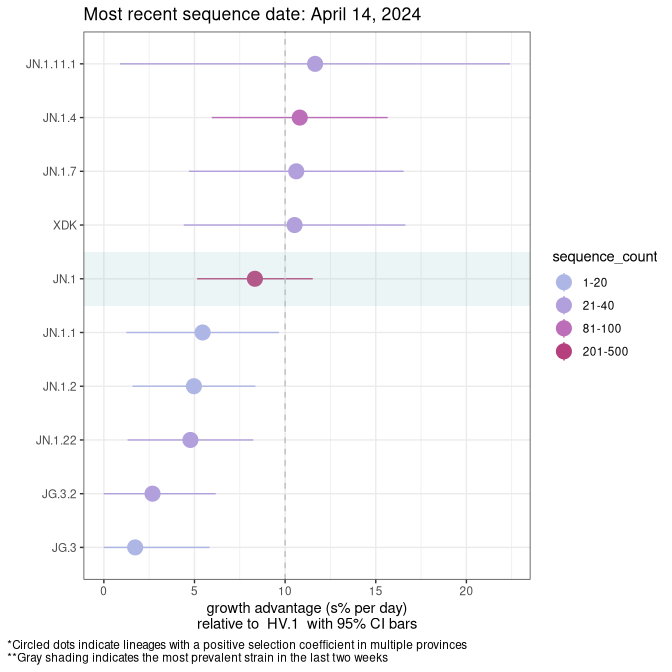 Most recent sequence date: April 14, 2024
JN.1.11.1
JN.1.4
JN.1.7
XDK
JN.1
JN.1.1
JN.1.2
JN.1.22
JG.3.2
JG.3
0 5 10 15 20
growth advantage (s% per day)
relative to HV.1 with 95% CI bars
sequence_count
1-20
21-40
81-100
201-500
*Circled dots indicate lineages with a positive selection coefficient in multiple provinces
**Gray shading indicates the most prevalent strain in the last two weeks